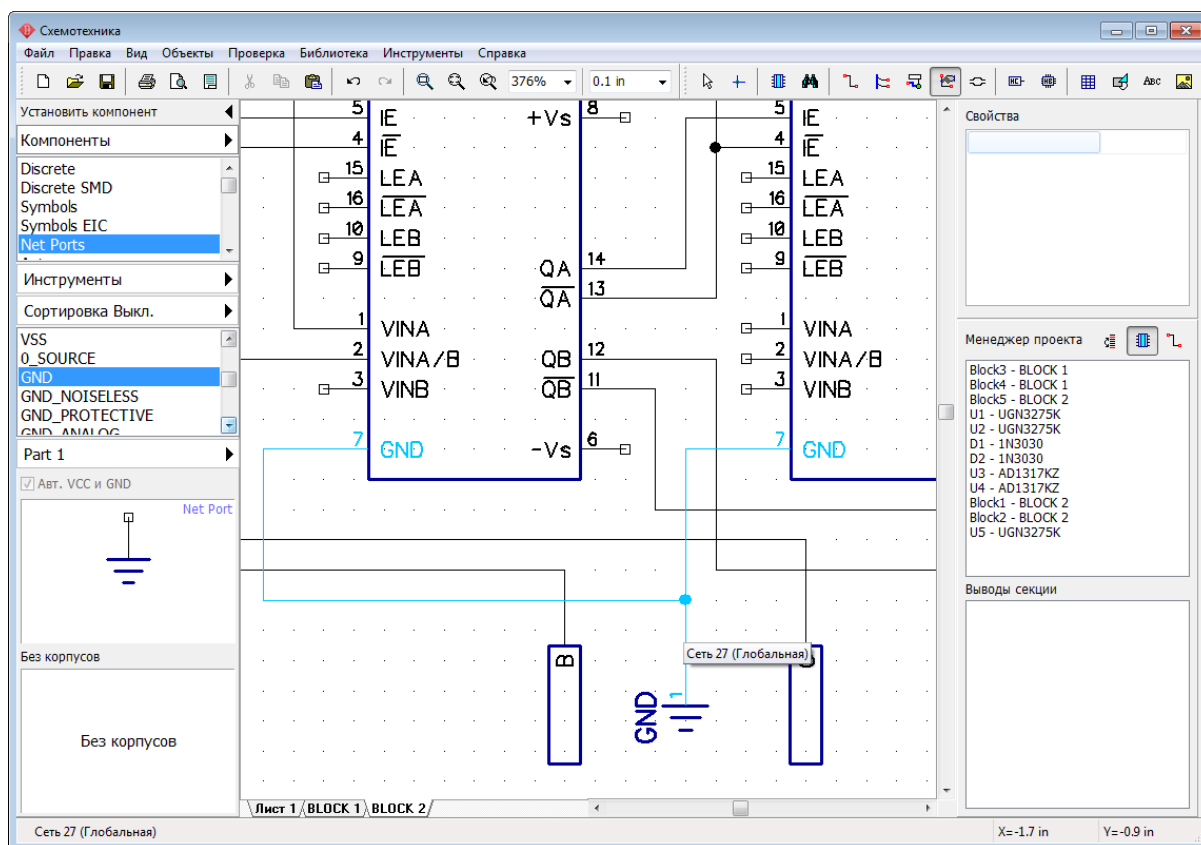 Схемотехника
Файл Правка Вид Объекты Проверка Библиотека Инструменты Справка
376% 0.1 in ABC
Установить компонент
Компоненты
Discrete
Discrete SMD
Symbols
Symbols EIC
Net Ports
Инструменты
Сортировка Выкл.
VSS
0_SOURCE
GND
GND_NOISELESS
GND_PROTECTIVE
GND_ANALOG
Part 1
Авт. VCC и GND
Net Port
Без корпусов
Без корпусов
5 IE +Vs 8
4 IE
15 LEA
16 LEA
10 LEB
9 LEB
QA 14
QA 13
1 VINA
2 VINA/B QB 12
3 VINB QB 11
7 GND -Vs 6
5 IE
4 IE
15 LEA
16 LEA
10 LEB
9 LEB
1 VINA
2 VINA/B
3 VINB
7 GND
B
Сеть 27 (Глобальная)
GND
1
Лист 1 BLOCK 1 BLOCK 2
Свойства
Менеджер проекта
Block3 - BLOCK 1
Block4 - BLOCK 1
Block5 - BLOCK 2
U1 - UGN3275K
U2 - UGN3275K
D1 - 1N3030
D2 - 1N3030
U3 - AD1317KZ
U4 - AD1317KZ
Block1 - BLOCK 2
Block2 - BLOCK 2
U5 - UGN3275K
Выводы секции
Сеть 27 (Глобальная) X=-1.7 in Y=-0.9 in